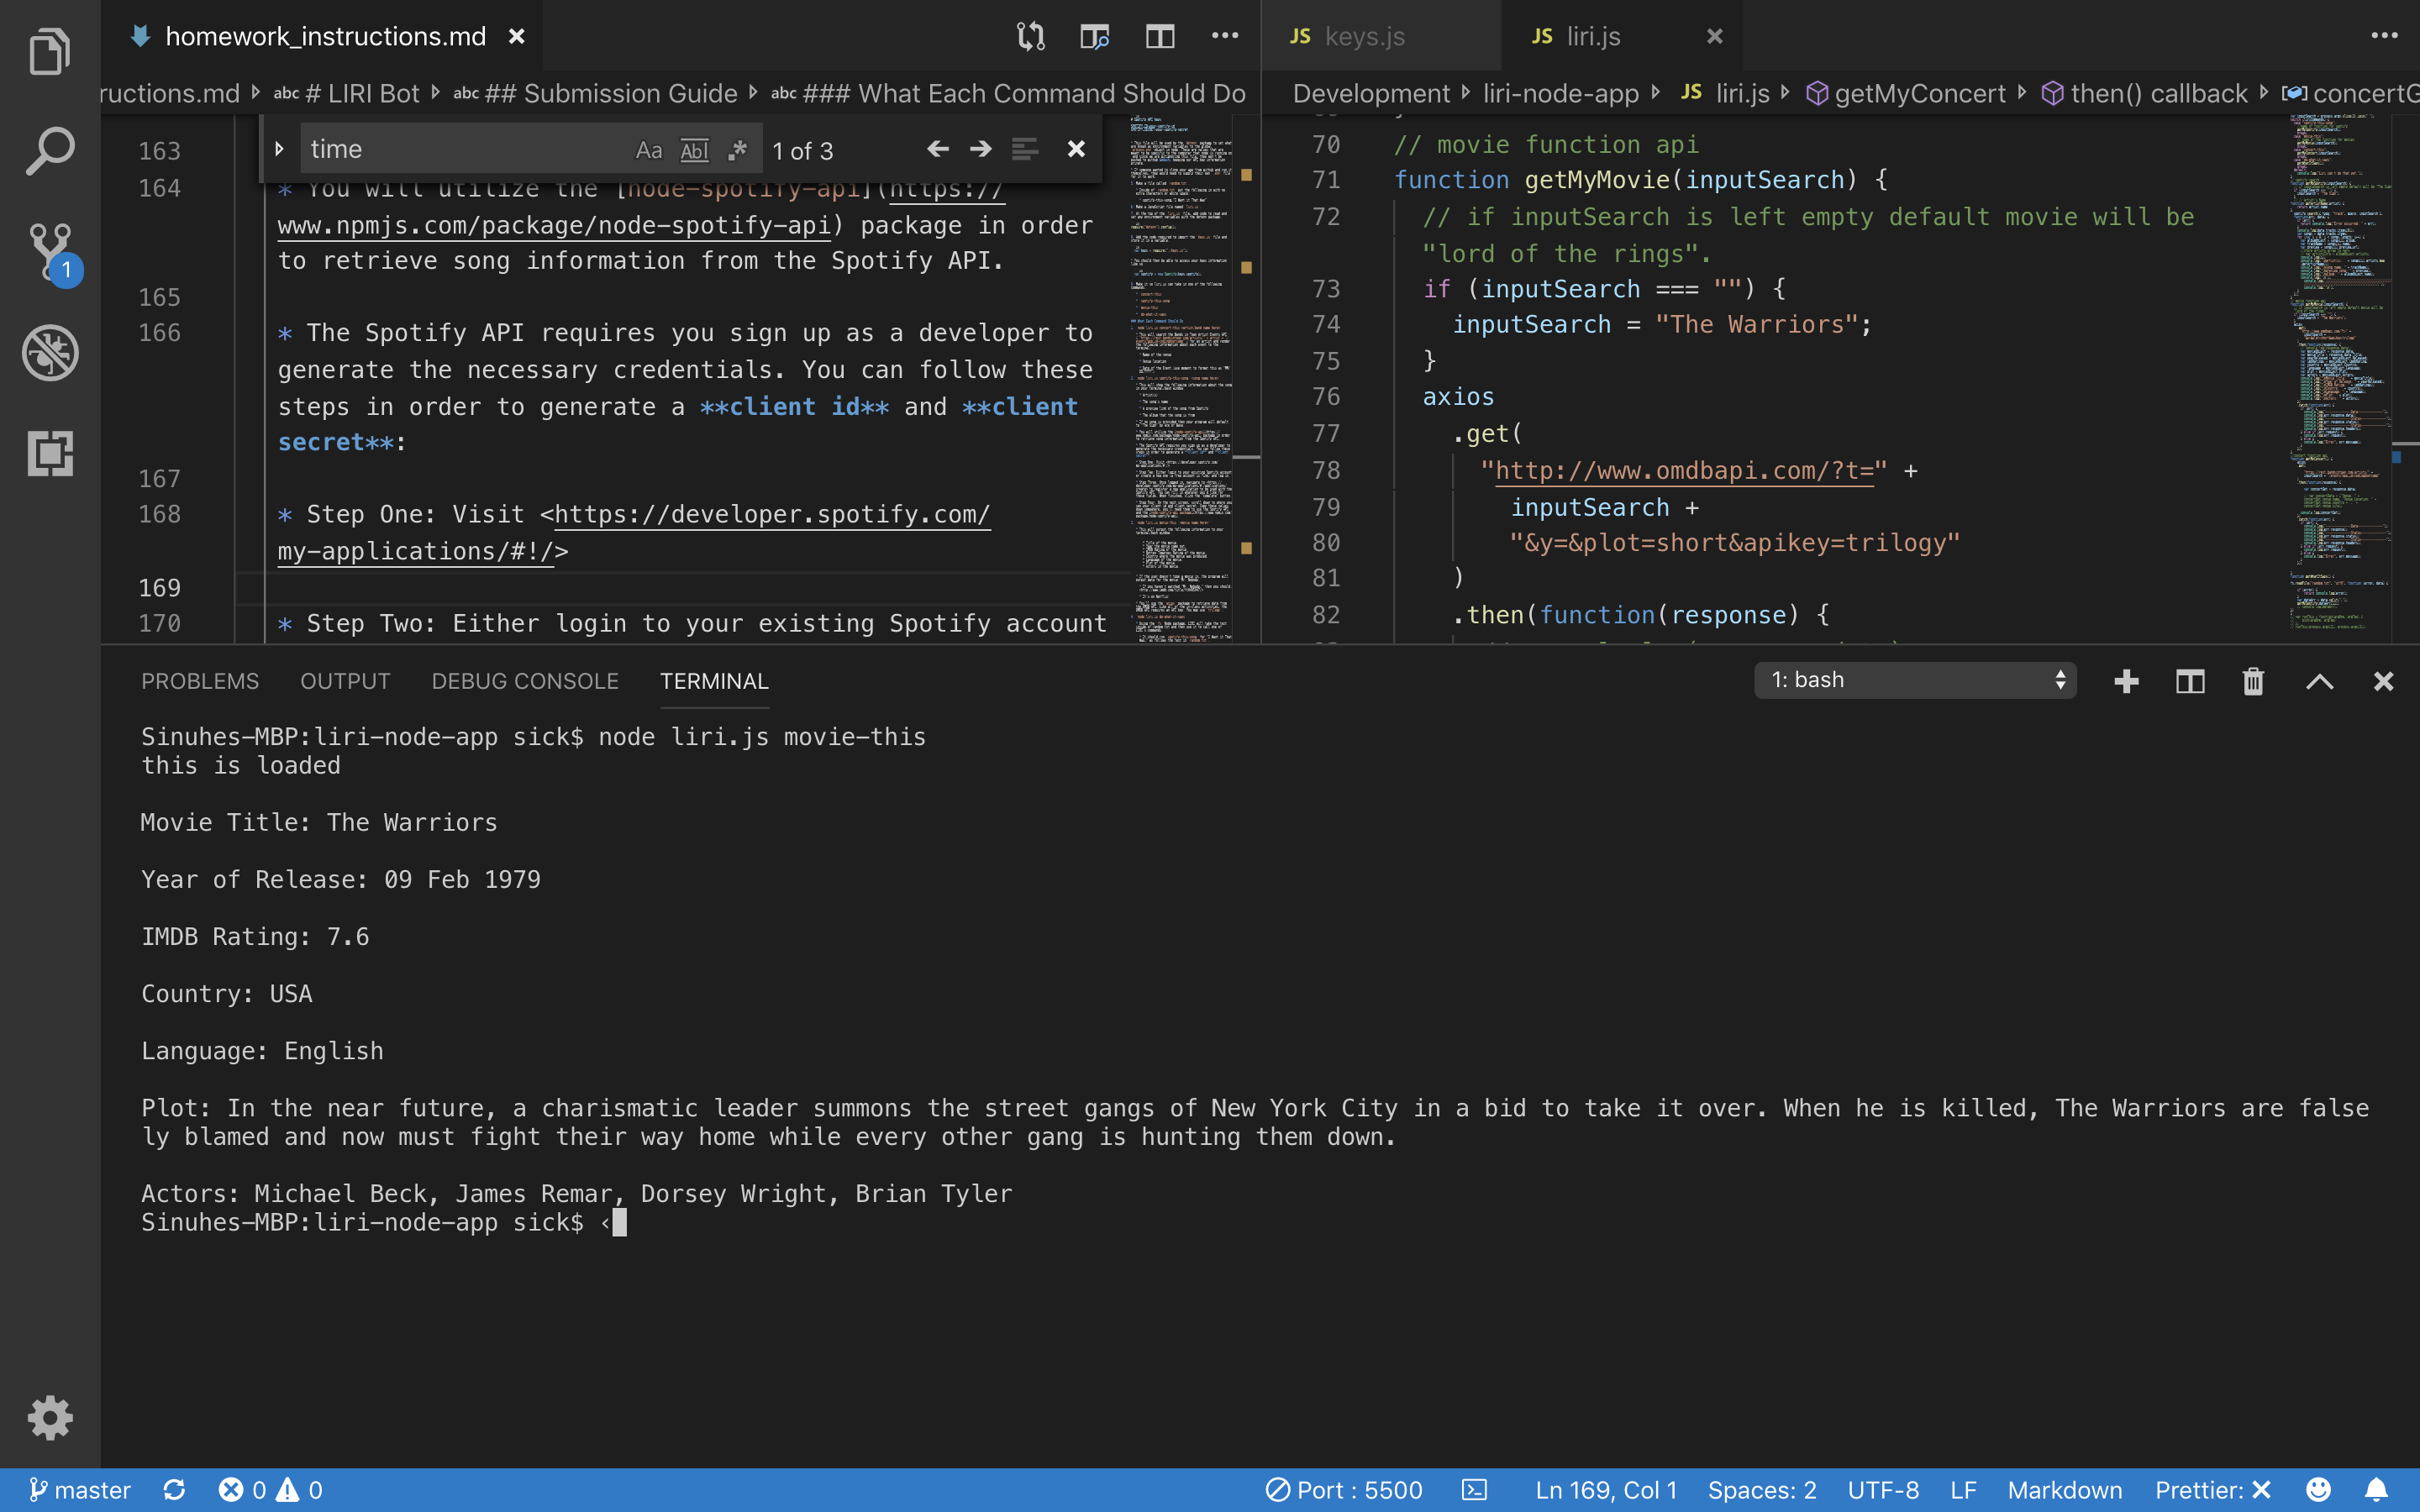 homework_instructions.md
JS keys.js
JS liri.js
ructions.md abc # LIRI Bot abc ## Submission Guide abc ### What Each Command Should Do
Development liri-node-app JS liri.js getMyConcert then() callback
time Aa Abl .* 1 of 3
163
164 * You will utilize the [node-spotify-api](https://
www.npmjs.com/package/node-spotify-api) package in order
to retrieve song information from the Spotify API.
165
166 * The Spotify API requires you sign up as a developer to
generate the necessary credentials. You can follow these
steps in order to generate a **client id** and **client
secret**:
167
168 * Step One: Visit <https://developer.spotify.com/
my-applications/#!/>
169
170 * Step Two: Either login to your existing Spotify account
70 // movie function api
71 function getMyMovie(inputSearch) {
72 // if inputSearch is left empty default movie will be
"lord of the rings".
73 if (inputSearch === "") {
74 inputSearch = "The Warriors";
75 }
76 axios
77 .get(
78 "http://www.omdbapi.com/?t=" +
79 inputSearch +
80 "&y=&plot=short&apikey=trilogy"
81 )
82 .then(function(response) {
1
PROBLEMS OUTPUT DEBUG CONSOLE TERMINAL 1: bash
Sinuhes-MBP:liri-node-app sick$ node liri.js movie-this
this is loaded
Movie Title: The Warriors
Year of Release: 09 Feb 1979
IMDB Rating: 7.6
Country: USA
Language: English
Plot: In the near future, a charismatic leader summons the street gangs of New York City in a bid to take it over. When he is killed, The Warriors are false
ly blamed and now must fight their way home while every other gang is hunting them down.
Actors: Michael Beck, James Remar, Dorsey Wright, Brian Tyler
Sinuhes-MBP:liri-node-app sick$ ‹
master 0 0 Port : 5500 Ln 169, Col 1 Spaces: 2 UTF-8 LF Markdown Prettier: ✕